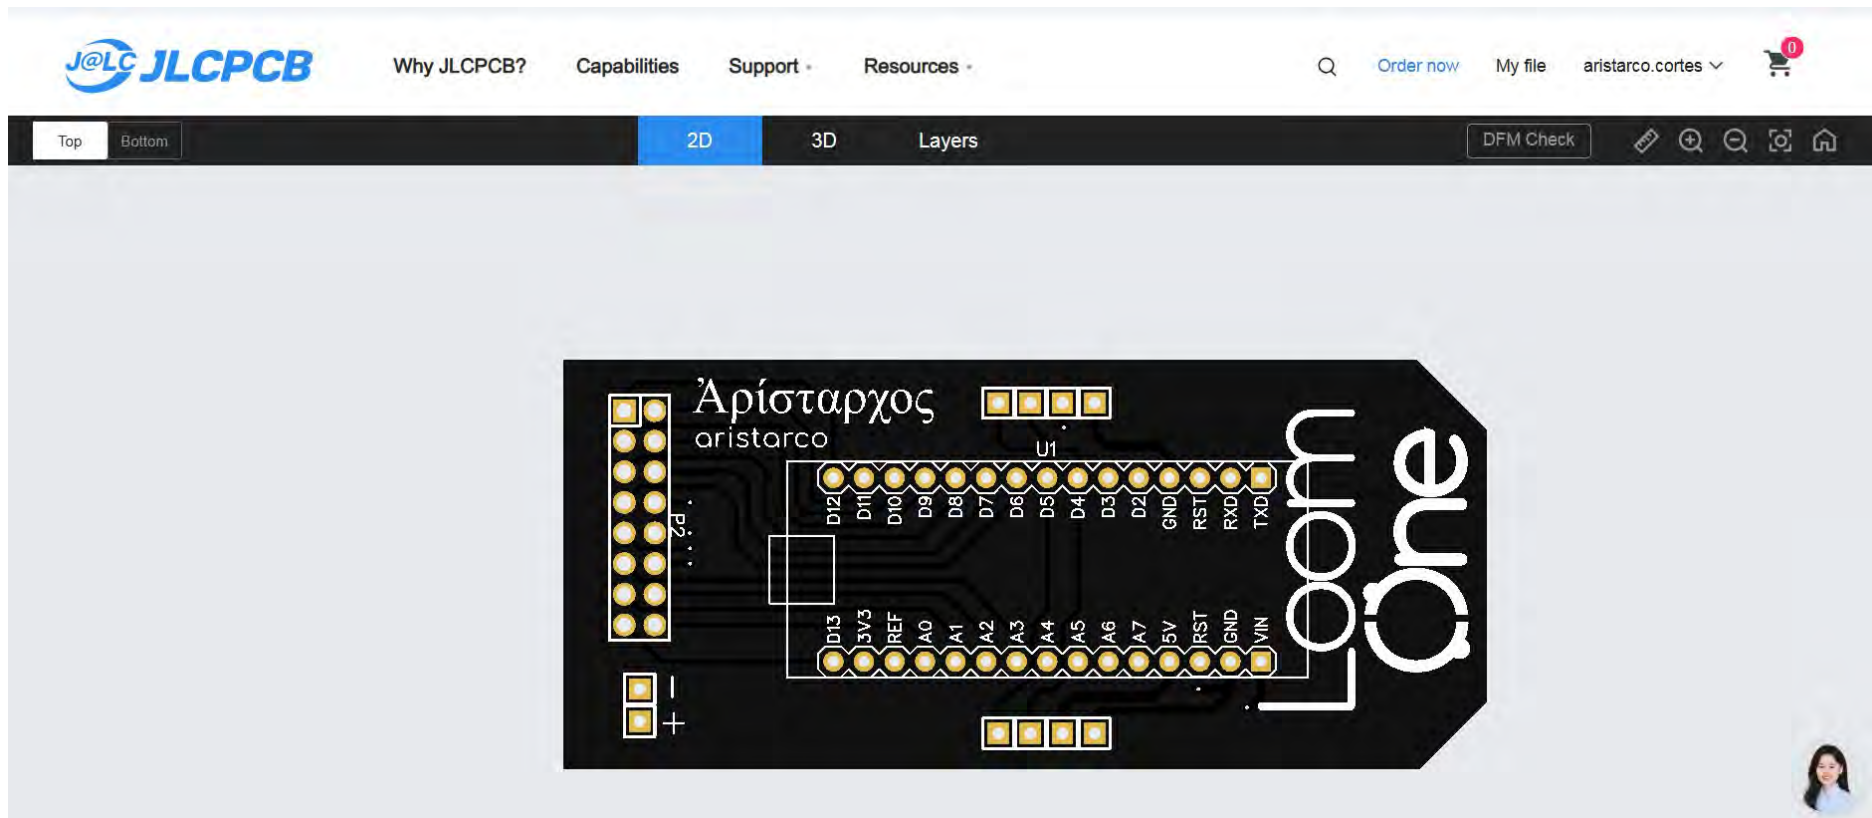 J@LC JLCPCB Why JLCPCB? Capabilities Support Resources Order now My file aristarco.cortes 0
Top Bottom 2D 3D Layers DFM Check
Ἀρίσταρχος
aristarco
U1
D12 D11 D10 D9 D8 D7 D6 D5 D4 D3 D2 GND RST RXD TXD
P2
D13 3V3 REF A0 A1 A2 A3 A4 A5 A6 A7 5V RST GND VIN
Loom
One
-
+